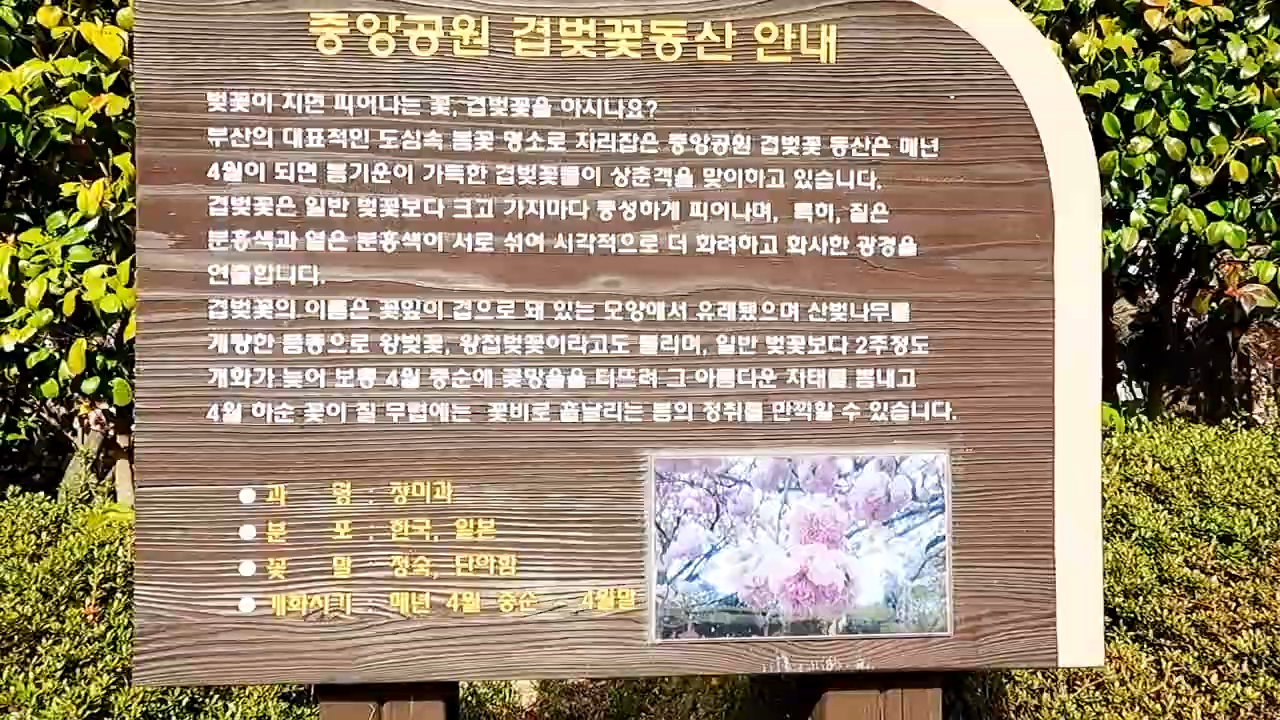 중앙공원 겹벚꽃동산 안내
벚꽃이 지면 피어나는 꽃, 겹벚꽃을 아시나요?
부산의 대표적인 도심속 봄꽃 명소로 자리잡은 중앙공원 겹벚꽃 동산은 매년
4월이 되면 봄기운이 가득한 겹벚꽃들이 상춘객을 맞이하고 있습니다.
겹벚꽃은 일반 벚꽃보다 크고 가지마다 풍성하게 피어나며, 특히, 짙은
분홍색과 옅은 분홍색이 서로 섞여 시각적으로 더 화려하고 화사한 광경을
연출합니다.
겹벚꽃의 이름은 꽃잎이 겹으로 돼 있는 모양에서 유래됐으며 산벚나무를
개량한 품종으로 왕벚꽃, 왕접벚꽃이라고도 불리며, 일반 벚꽃보다 2주정도
개화가 늦어 보통 4월 중순에 꽃망울을 터뜨려 그 아름다운 자태를 뽐내고
4월 하순 꽃이 질 무렵에는 꽃비로 흩날리는 봄의 정취를 만끽할 수 있습니다.
● 과 명 : 장미과
● 분 포 : 한국, 일본
● 꽃 말 : 정숙, 단아함
● 개화시기 : 매년 4월 중순 4월말